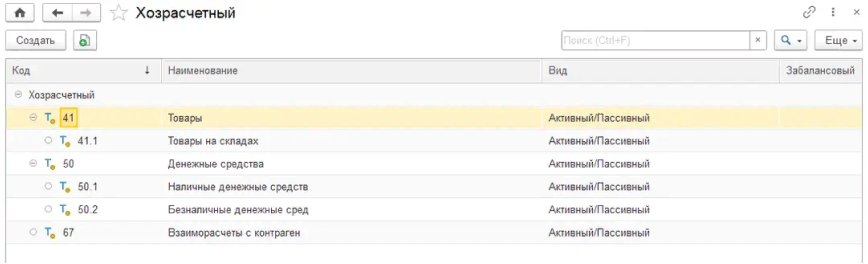 Хозрасчетный
Создать Поиск (Ctrl+F) × Еще
Код ↓ Наименование Вид Забалансовый
Хозрасчетный
Т 41 Товары Активный/Пассивный
Т 41.1 Товары на складах Активный/Пассивный
Т 50 Денежные средства Активный/Пассивный
Т 50.1 Наличные денежные средств Активный/Пассивный
Т 50.2 Безналичные денежные сред Активный/Пассивный
Т 67 Взаиморасчеты с контраген Активный/Пассивный